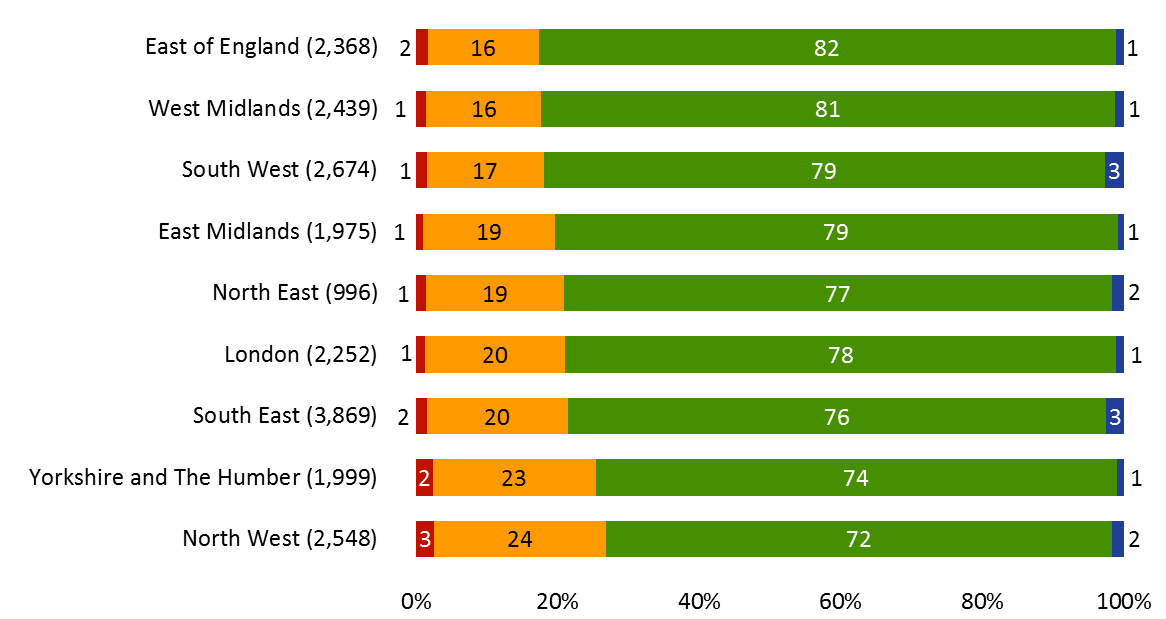 East of England (2,368) 2 16 82 1
West Midlands (2,439) 1 16 81 1
South West (2,674) 1 17 79 3
East Midlands (1,975) 1 19 79 1
North East (996) 1 19 77 2
London (2,252) 1 20 78 1
South East (3,869) 2 20 76 3
Yorkshire and The Humber (1,999) 2 23 74 1
North West (2,548) 3 24 72 2
0% 20% 40% 60% 80% 100%